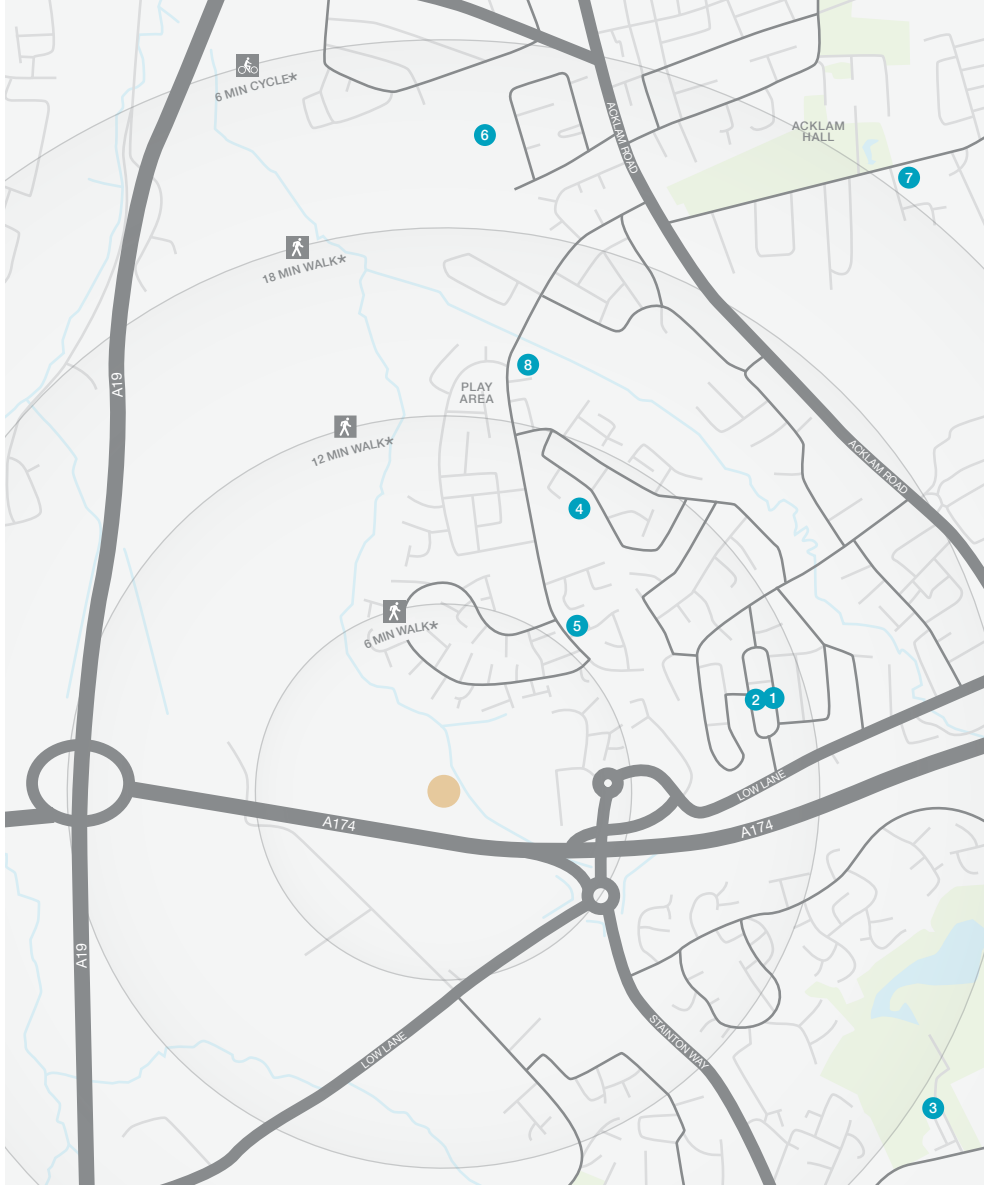 6 MIN CYCLE*
ACKLAM ROAD
6
ACKLAM
HALL
7
18 MIN WALK*
A19
8
PLAY
AREA
12 MIN WALK*
ACKLAM ROAD
4
6 MIN WALK*
5
2
1
LOW LANE
A174
A174
A19
LOW LANE
STAINTON WAY
3